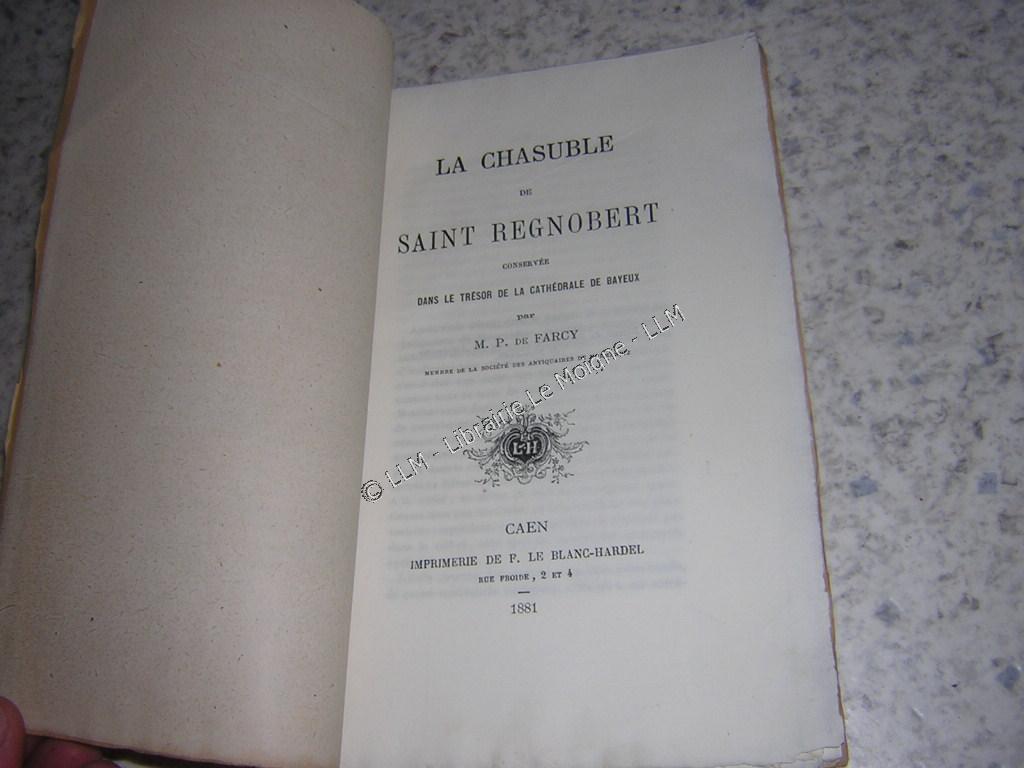 LA CHASUBLE
DE
SAINT REGNOBERT
CONSERVÉE
DANS LE TRÉSOR DE LA CATHÉDRALE DE BAYEUX
par
M. P. DE FARCY
MEMBRE DE LA SOCIÉTÉ DES ANTIQUAIRES DE
© LLM - Librairie Le Moigne - LLM
CAEN
IMPRIMERIE DE F. LE BLANC-HARDEL
RUE FROIDE, 2 ET 4
1881